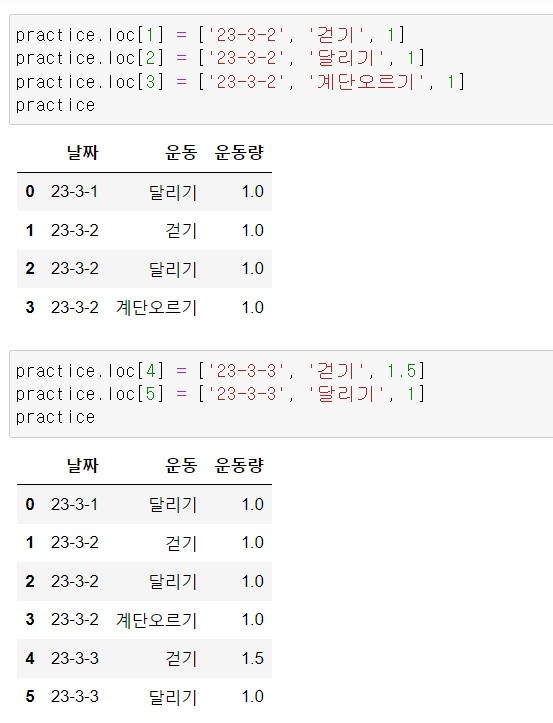 practice.loc[1] = ['23-3-2', '걷기', 1]
practice.loc[2] = ['23-3-2', '달리기', 1]
practice.loc[3] = ['23-3-2', '계단오르기', 1]
practice
날짜 운동 운동량
0 23-3-1 달리기 1.0
1 23-3-2 걷기 1.0
2 23-3-2 달리기 1.0
3 23-3-2 계단오르기 1.0
practice.loc[4] = ['23-3-3', '걷기', 1.5]
practice.loc[5] = ['23-3-3', '달리기', 1]
practice
날짜 운동 운동량
0 23-3-1 달리기 1.0
1 23-3-2 걷기 1.0
2 23-3-2 달리기 1.0
3 23-3-2 계단오르기 1.0
4 23-3-3 걷기 1.5
5 23-3-3 달리기 1.0